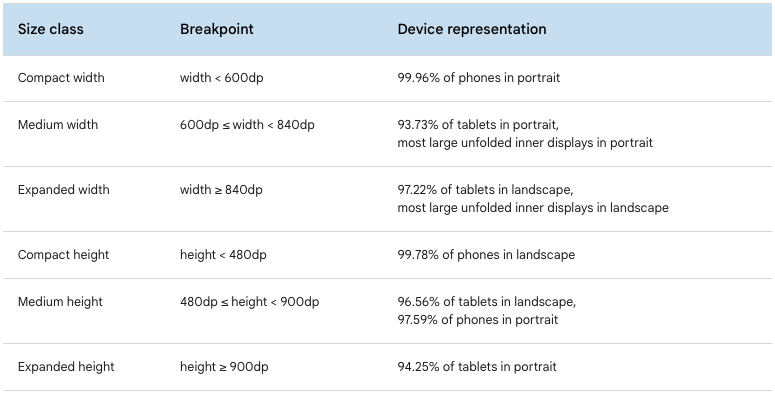 Size class Breakpoint Device representation
Compact width width < 600dp 99.96% of phones in portrait
Medium width 600dp ≤ width < 840dp 93.73% of tablets in portrait,
most large unfolded inner displays in portrait
Expanded width width ≥ 840dp 97.22% of tablets in landscape,
most large unfolded inner displays in landscape
Compact height height < 480dp 99.78% of phones in landscape
Medium height 480dp ≤ height < 900dp 96.56% of tablets in landscape,
97.59% of phones in portrait
Expanded height height ≥ 900dp 94.25% of tablets in portrait